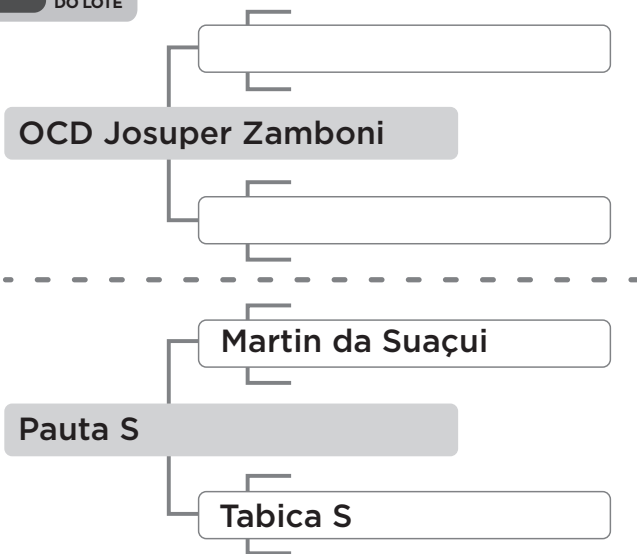 DO LOTE
OCD Josuper Zamboni
Martin da Suaçui
Pauta S
Tabica S